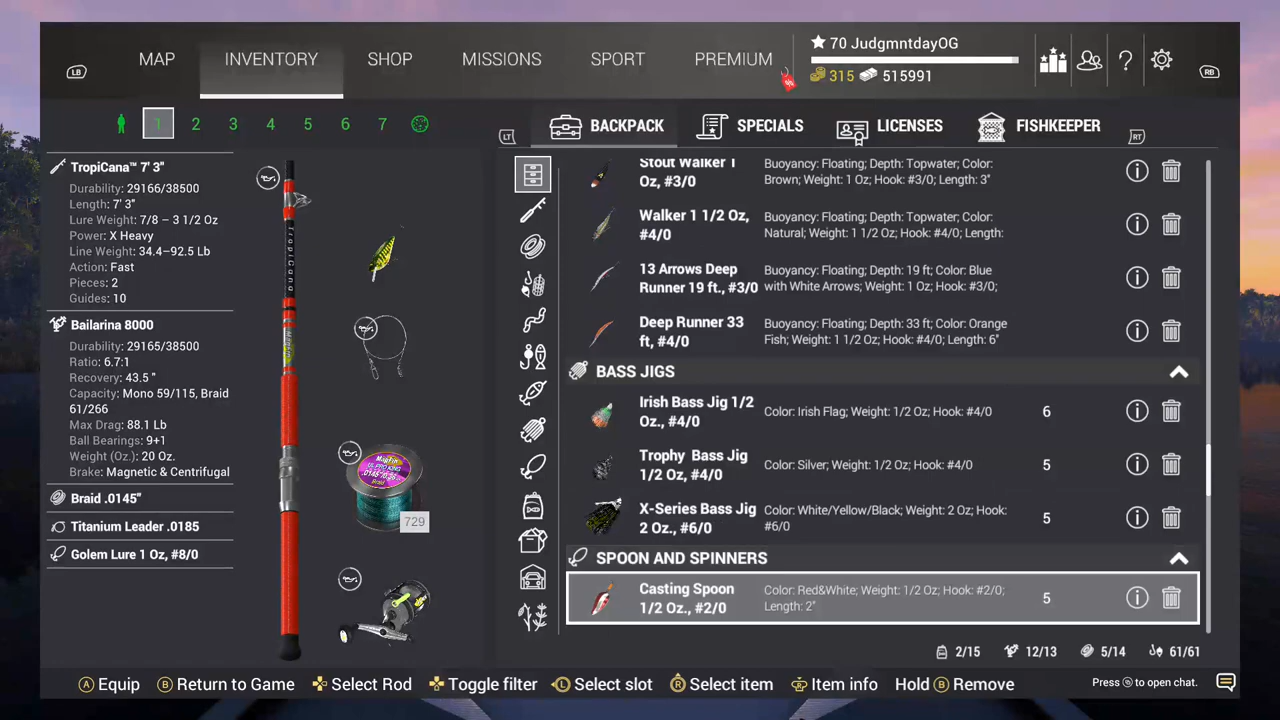 LB
MAP
INVENTORY
SHOP
MISSIONS
SPORT
PREMIUM
%
★ 70 JudgmntdayOG
315 515991
?
RB
1 2 3 4 5 6 7
LT
BACKPACK
SPECIALS
LICENSES
FISHKEEPER
RT
TropiCana™ 7' 3"
Durability: 29166/38500
Length: 7' 3"
Lure Weight: 7/8 – 3 1/2 Oz
Power: X Heavy
Line Weight: 34.4–92.5 Lb
Action: Fast
Pieces: 2
Guides: 10
Bailarina 8000
Durability: 29165/38500
Ratio: 6.7:1
Recovery: 43.5 "
Capacity: Mono 59/115, Braid
61/266
Max Drag: 88.1 Lb
Ball Bearings: 9+1
Weight (Oz.): 20 Oz.
Brake: Magnetic & Centrifugal
Braid .0145"
Titanium Leader .0185
Golem Lure 1 Oz, #8/0
TropiCana
MagFin
UL PRO KING
Braid
729
Stout Walker 1
Oz, #3/0
Buoyancy: Floating; Depth: Topwater; Color:
Brown; Weight: 1 Oz; Hook: #3/0; Length: 3"
Walker 1 1/2 Oz,
#4/0
Buoyancy: Floating; Depth: Topwater; Color:
Natural; Weight: 1 1/2 Oz; Hook: #4/0; Length:
13 Arrows Deep
Runner 19 ft., #3/0
Buoyancy: Floating; Depth: 19 ft; Color: Blue
with White Arrows; Weight: 1 Oz; Hook: #3/0;
Deep Runner 33
ft, #4/0
Buoyancy: Floating; Depth: 33 ft; Color: Orange
Fish; Weight: 1 1/2 Oz; Hook: #4/0; Length: 6"
BASS JIGS
Irish Bass Jig 1/2
Oz., #4/0
Color: Irish Flag; Weight: 1/2 Oz; Hook: #4/0
6
Trophy Bass Jig
1/2 Oz, #4/0
Color: Silver; Weight: 1/2 Oz; Hook: #4/0
5
X-Series Bass Jig
2 Oz., #6/0
Color: White/Yellow/Black; Weight: 2 Oz; Hook:
#6/0
5
SPOON AND SPINNERS
Casting Spoon
1/2 Oz., #2/0
Color: Red&White; Weight: 1/2 Oz; Hook: #2/0;
Length: 2"
5
2/15 12/13 5/14 61/61
A Equip B Return to Game Select Rod Toggle filter L Select slot R Select item Item info Hold B Remove
Press to open chat.